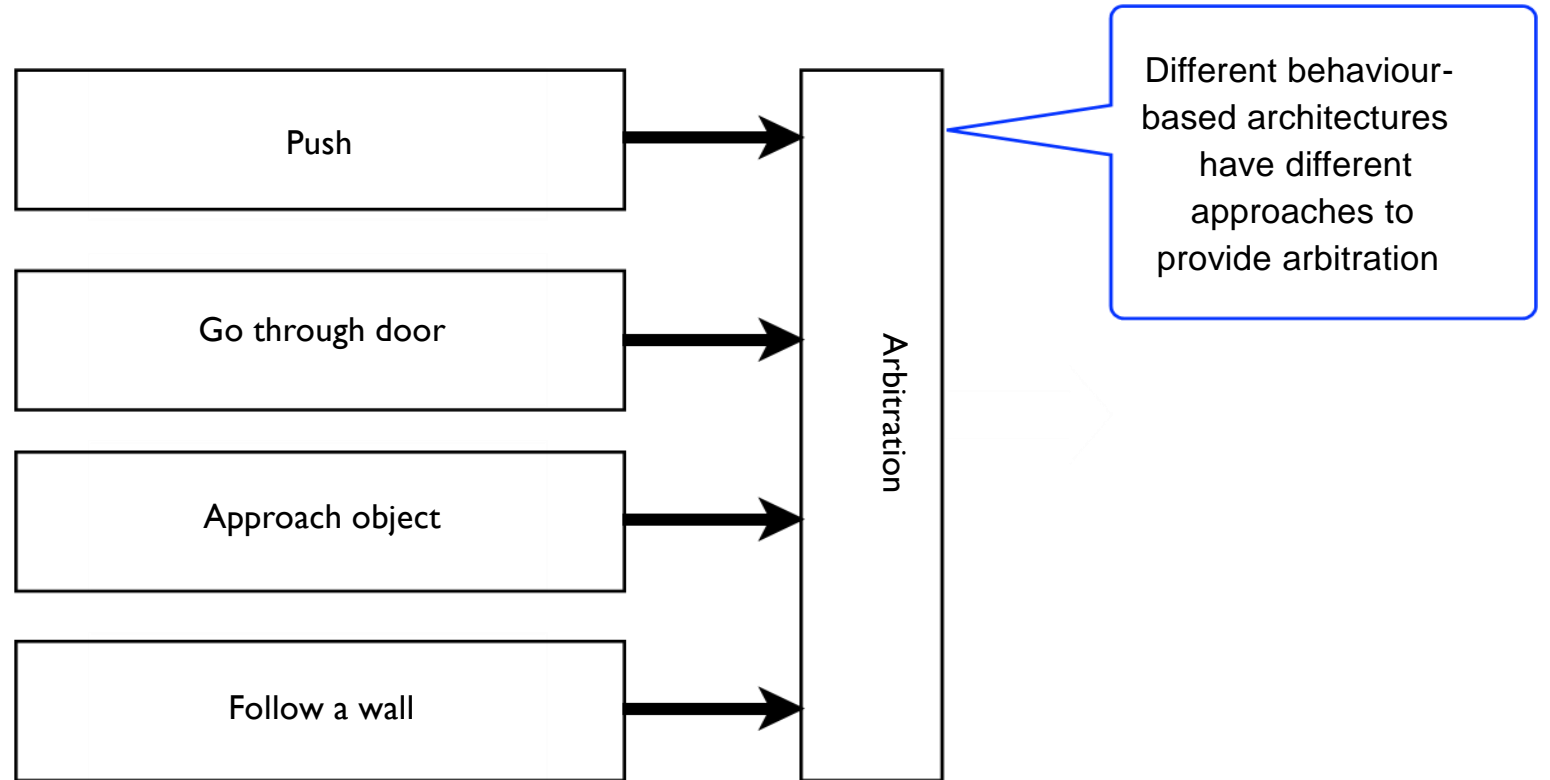 Push
Go through door
Approach object
Follow a wall
Arbitration
Different behaviour-
based architectures
have different
approaches to
provide arbitration